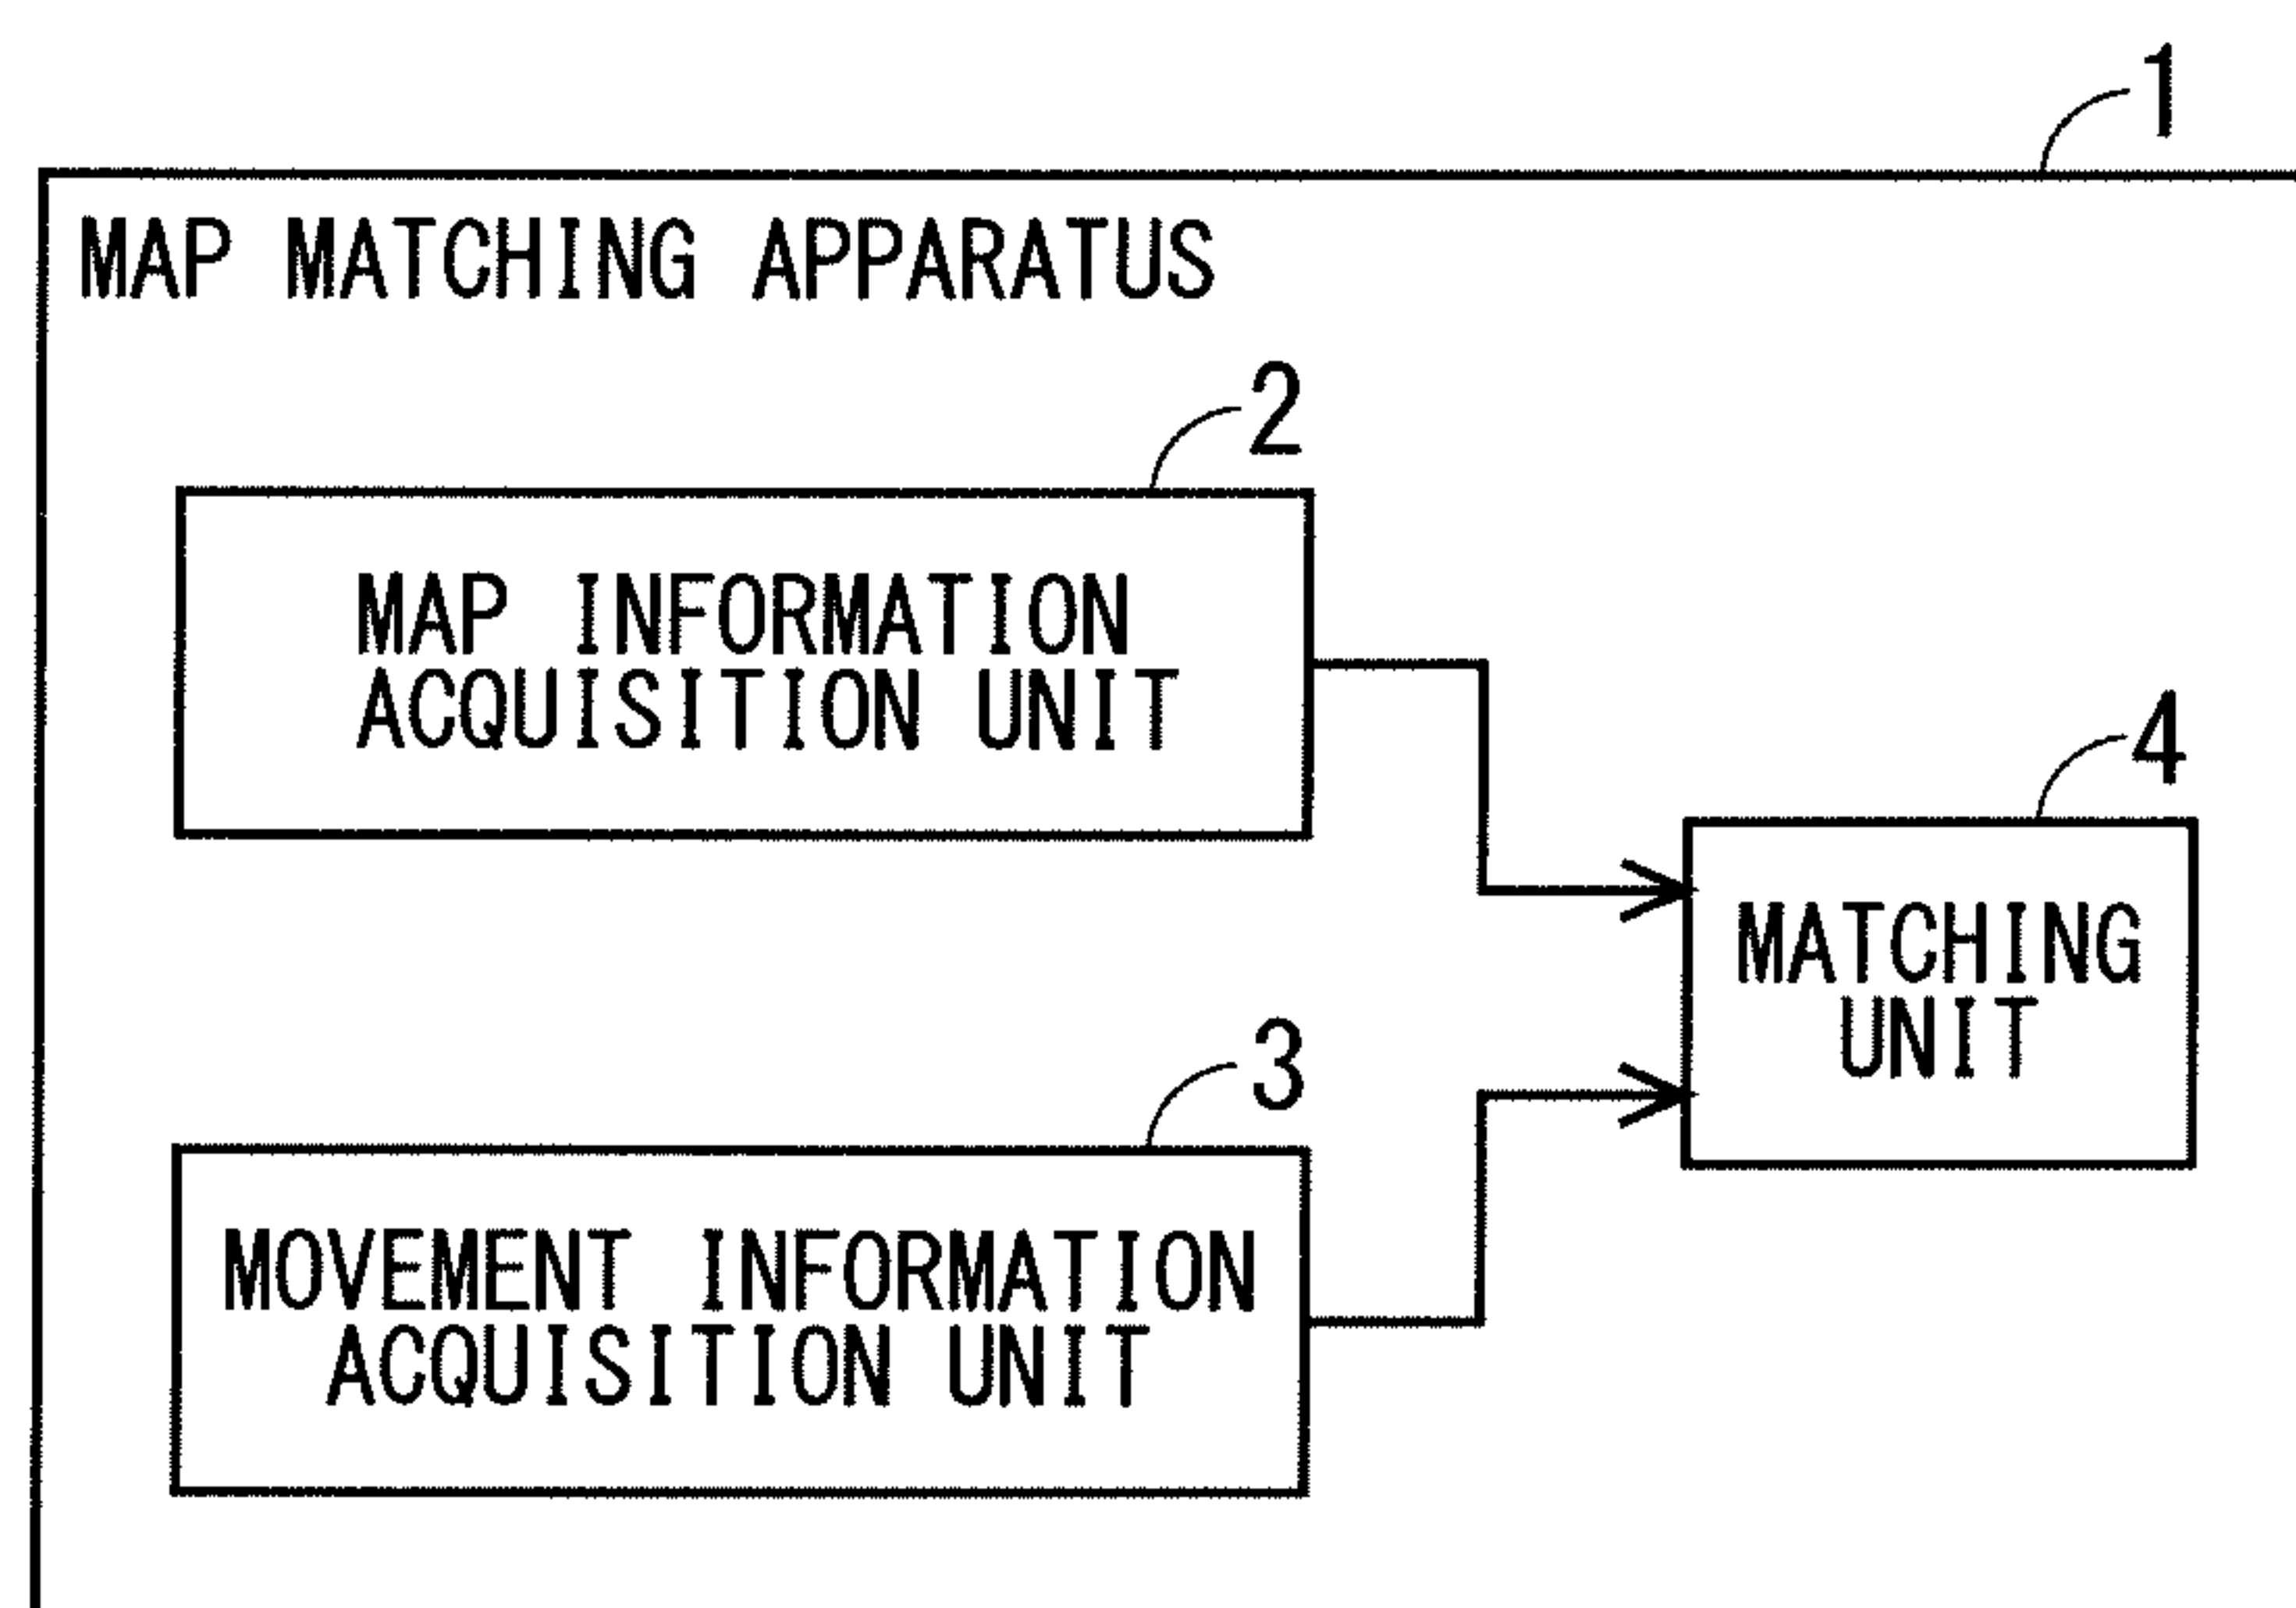 1
MAP MATCHING APPARATUS
2
MAP INFORMATION
ACQUISITION UNIT
4
MATCHING
UNIT
3
MOVEMENT INFORMATION
ACQUISITION UNIT